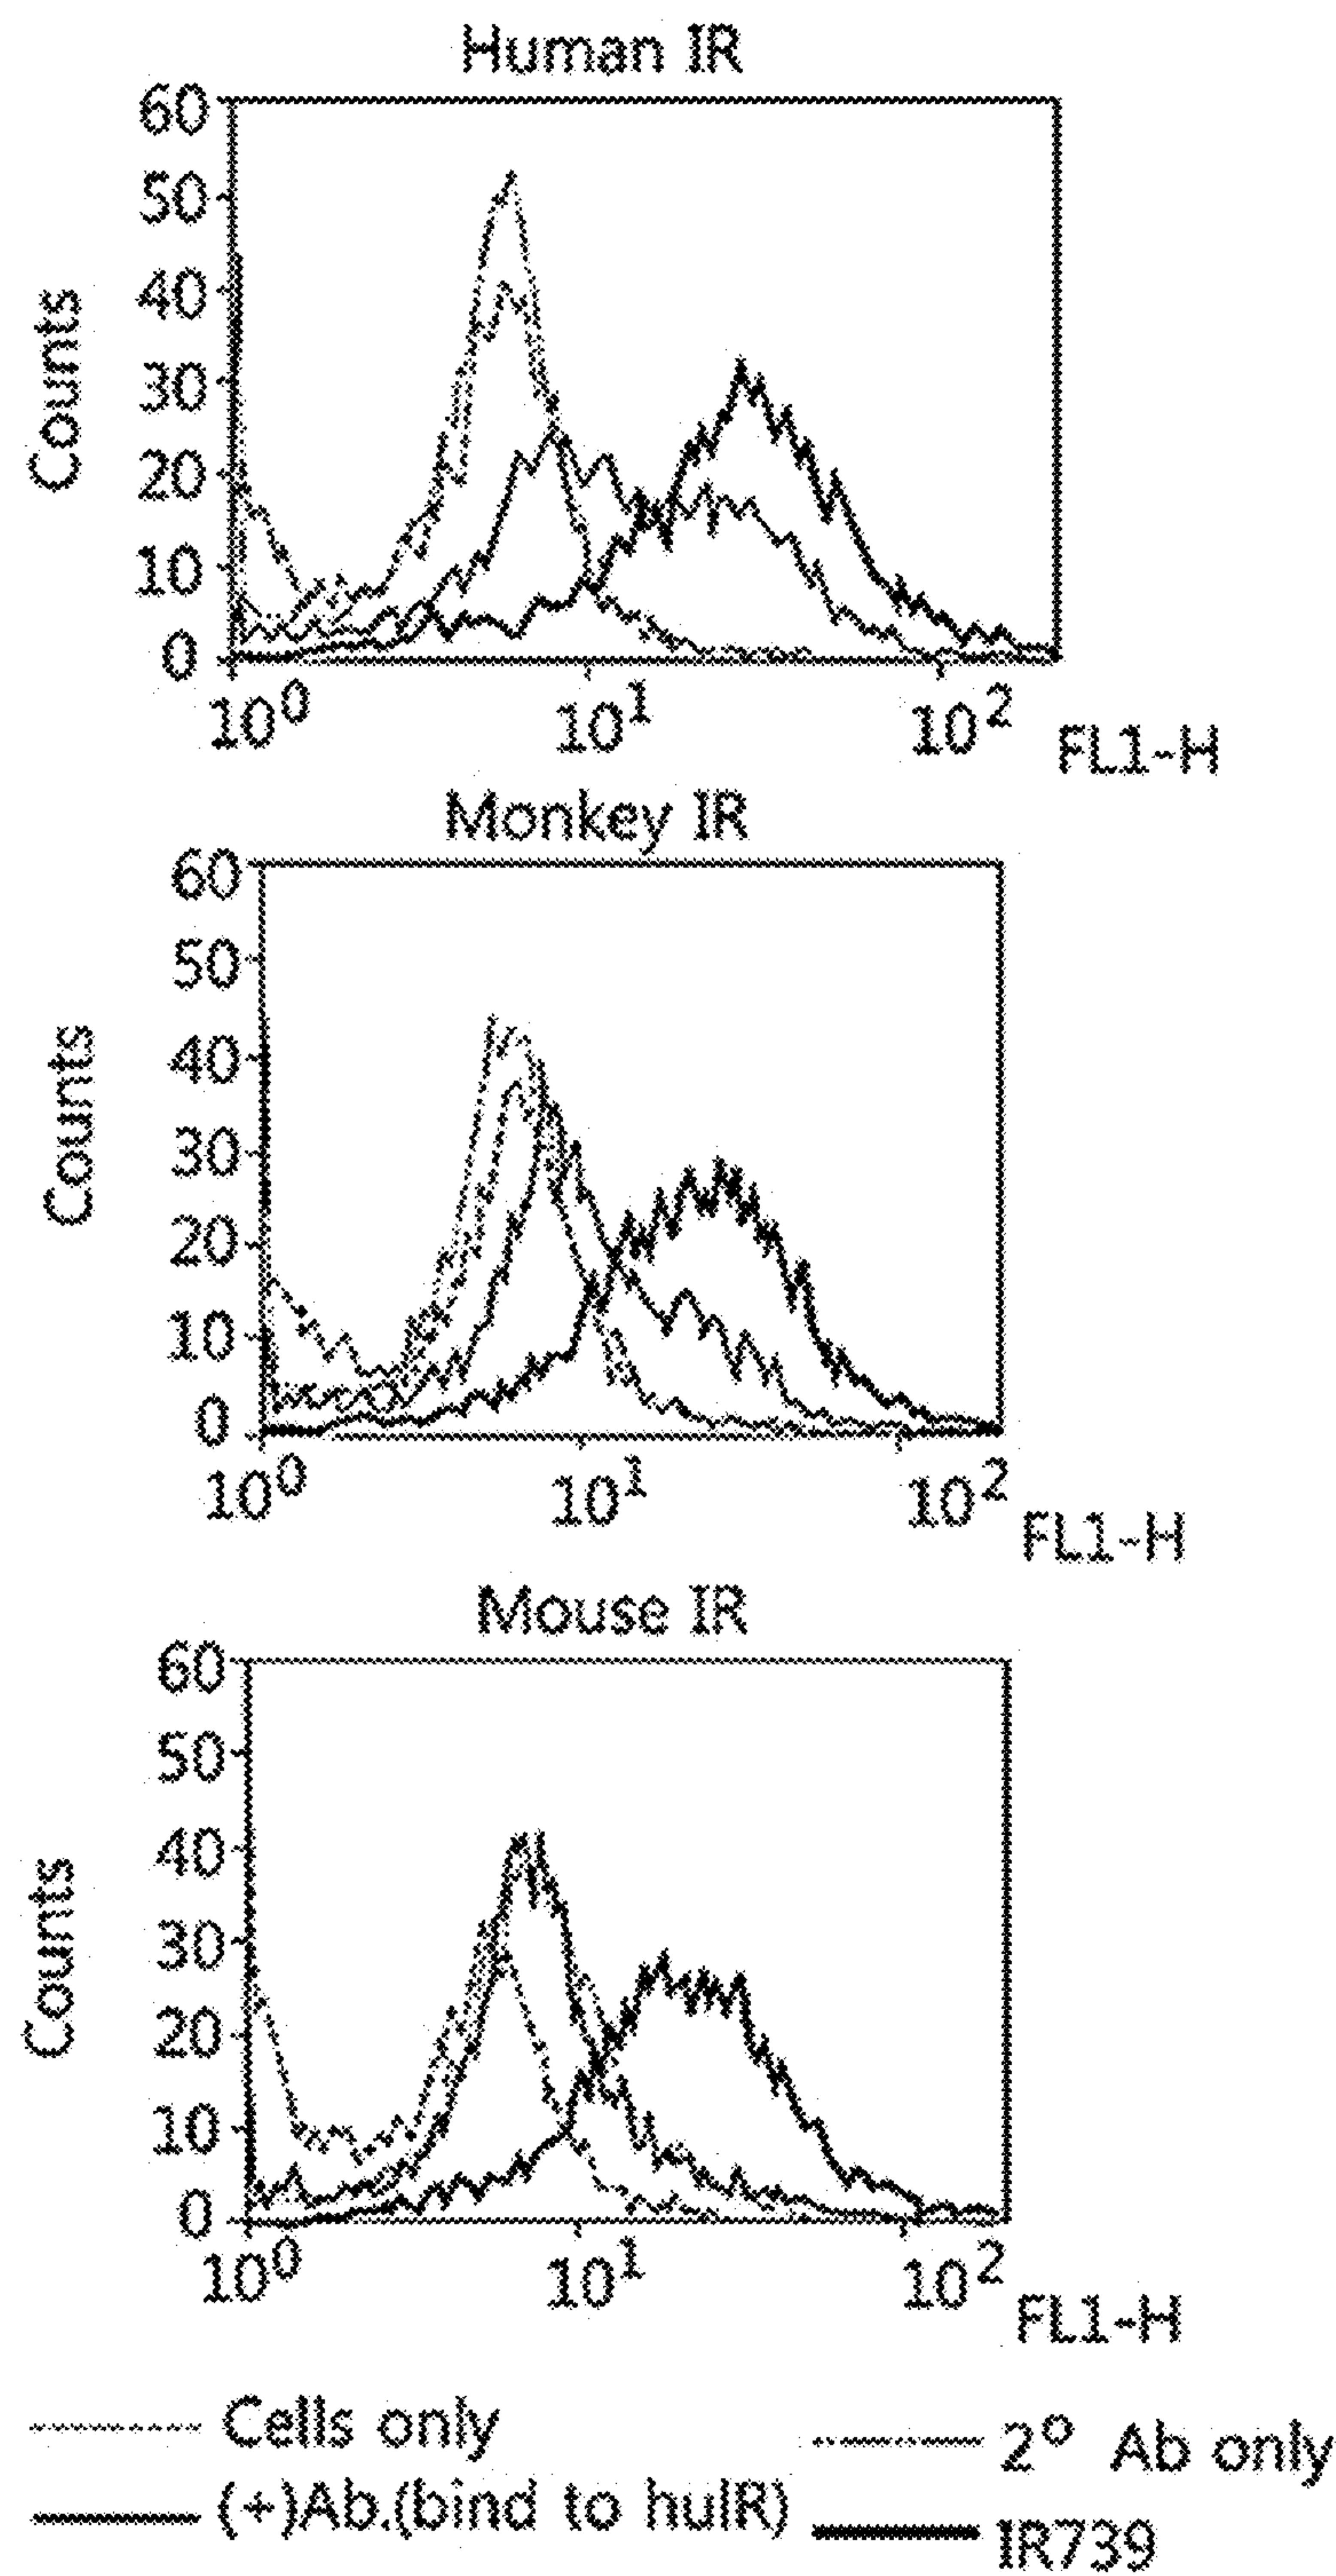 Human IR
60
50
40
30
20
10
0
Counts
10^0
10^1
10^2
FL1-H
Monkey IR
60
50
40
30
20
10
0
Counts
10^0
10^1
10^2
FL1-H
Mouse IR
60
50
40
30
20
10
0
Counts
10^0
10^1
10^2
FL1-H
Cells only
2° Ab only
(+)Ab.(bind to huIR)
IR739